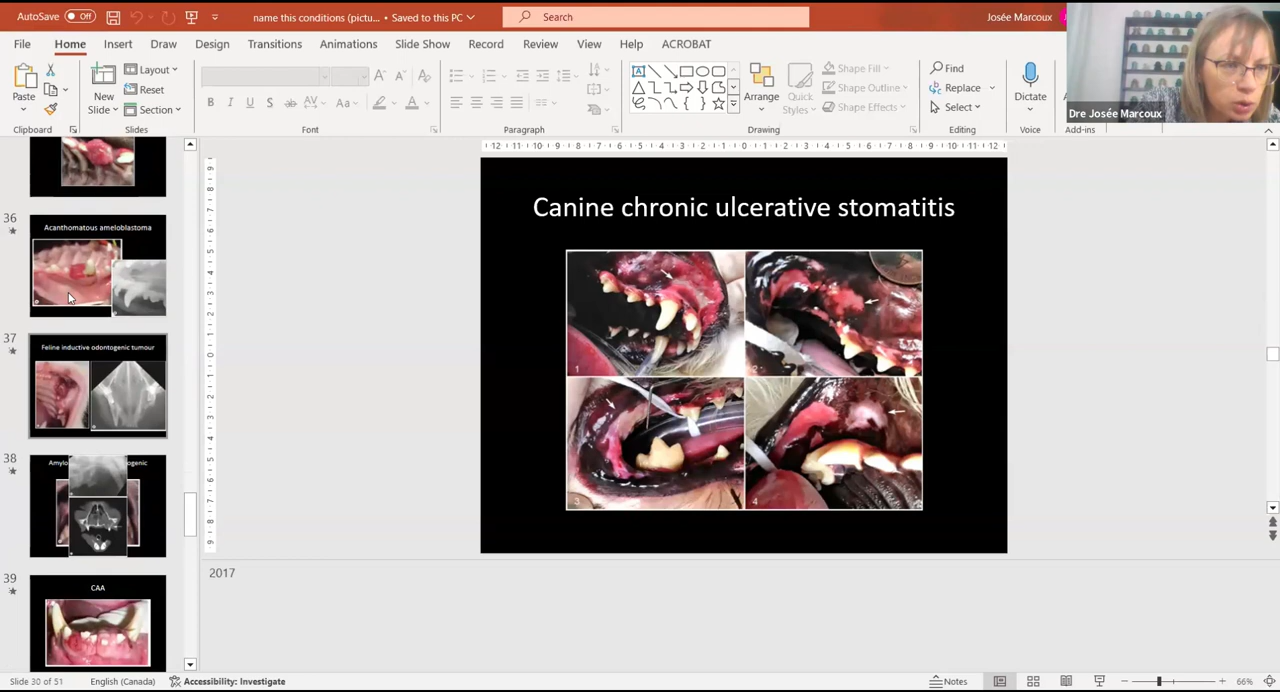 AutoSave Off name this conditions (pictu... • Saved to this PC Search Josée Marcoux
File Home Insert Draw Design Transitions Animations Slide Show Record Review View Help ACROBAT
Paste
New
Slide
Layout
Reset
Section
Arrange
Quick
Styles
Shape Fill
Shape Outline
Shape Effects
Find
Replace
Select
Dictate
Dre Josée Marcoux
Clipboard Slides Font Paragraph Drawing Editing Voice Add-ins
36
Acanthomatous ameloblastoma
37
Feline inductive odontogenic tumour
38
39
CAA
Canine chronic ulcerative stomatitis
1
3
4
2017
Slide 30 of 51 English (Canada) Accessibility: Investigate Notes 66%